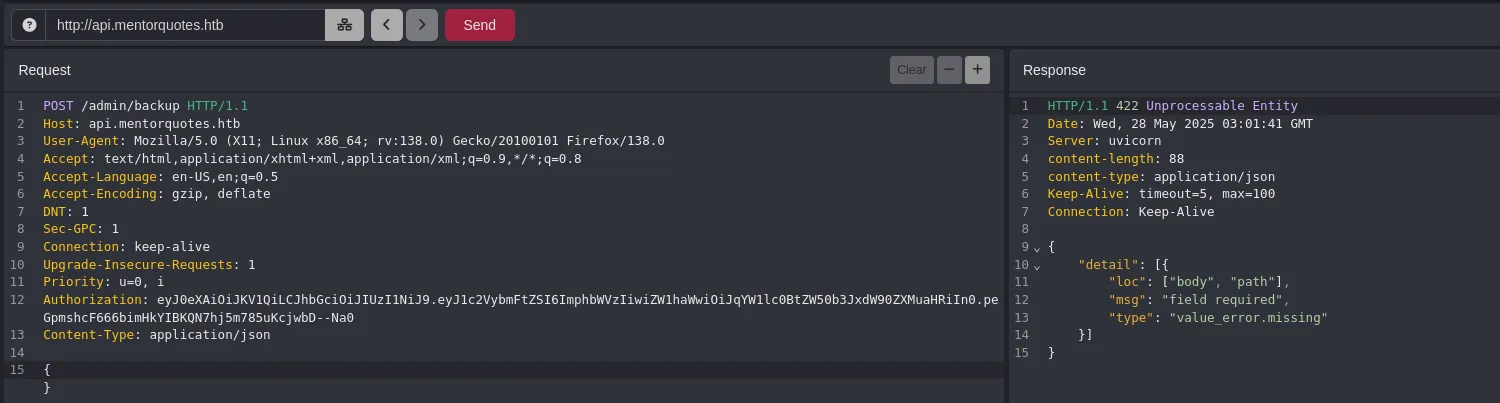 http://api.mentorquotes.htb
Send
Request
Clear
Response
1 POST /admin/backup HTTP/1.1
2 Host: api.mentorquotes.htb
3 User-Agent: Mozilla/5.0 (X11; Linux x86_64; rv:138.0) Gecko/20100101 Firefox/138.0
4 Accept: text/html,application/xhtml+xml,application/xml;q=0.9,*/*;q=0.8
5 Accept-Language: en-US,en;q=0.5
6 Accept-Encoding: gzip, deflate
7 DNT: 1
8 Sec-GPC: 1
9 Connection: keep-alive
10 Upgrade-Insecure-Requests: 1
11 Priority: u=0, i
12 Authorization: eyJ0eXAiOiJKV1QiLCJhbGciOiJIUzI1NiJ9.eyJ1c2VybmFtZSI6ImphbWVzIiwiZW1haWwiOiJqYW1lc0BtZW50b3JxdW90ZXMuaHRiIn0.pe
GpmshcF666bimHkYIBKQN7hj5m785uKcjwbD--Na0
13 Content-Type: application/json
14
15 {
}
1 HTTP/1.1 422 Unprocessable Entity
2 Date: Wed, 28 May 2025 03:01:41 GMT
3 Server: uvicorn
4 content-length: 88
5 content-type: application/json
6 Keep-Alive: timeout=5, max=100
7 Connection: Keep-Alive
8
9 {
10 "detail": [{
11 "loc": ["body", "path"],
12 "msg": "field required",
13 "type": "value_error.missing"
14 }]
15 }